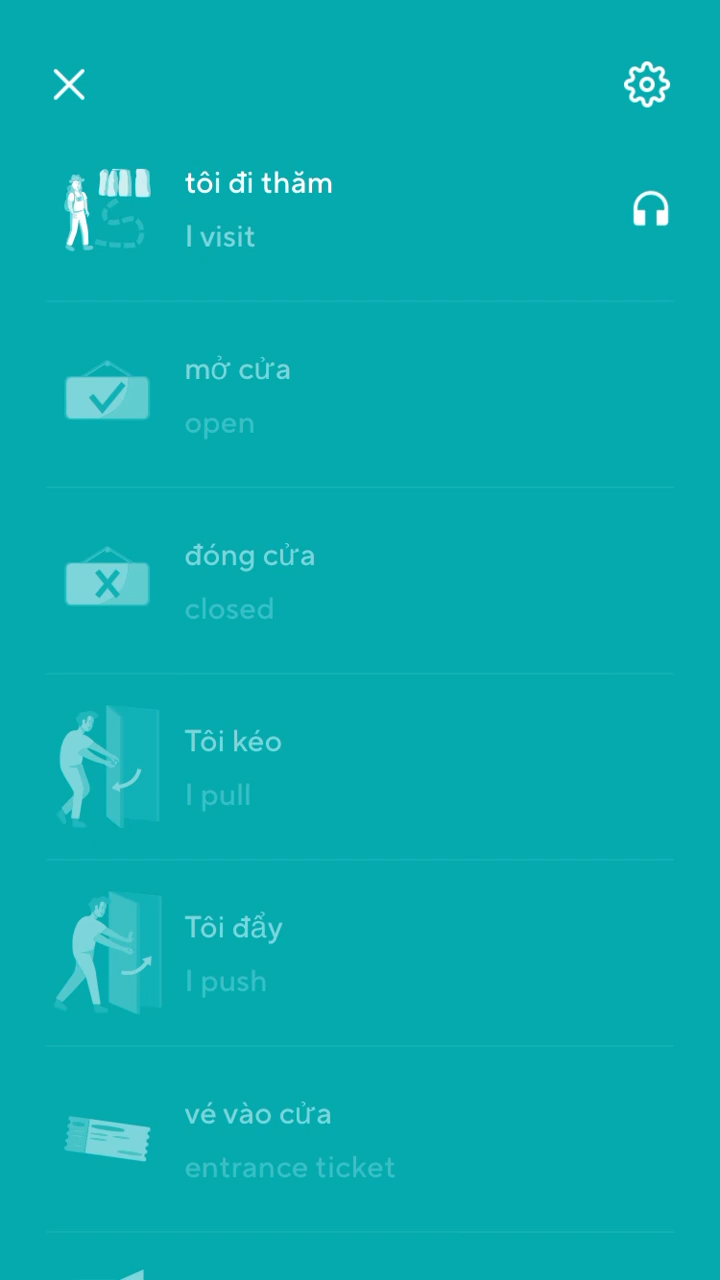 tôi đi thăm
I visit
mở cửa
open
đóng cửa
closed
Tôi kéo
I pull
Tôi đẩy
I push
vé vào cửa
entrance ticket